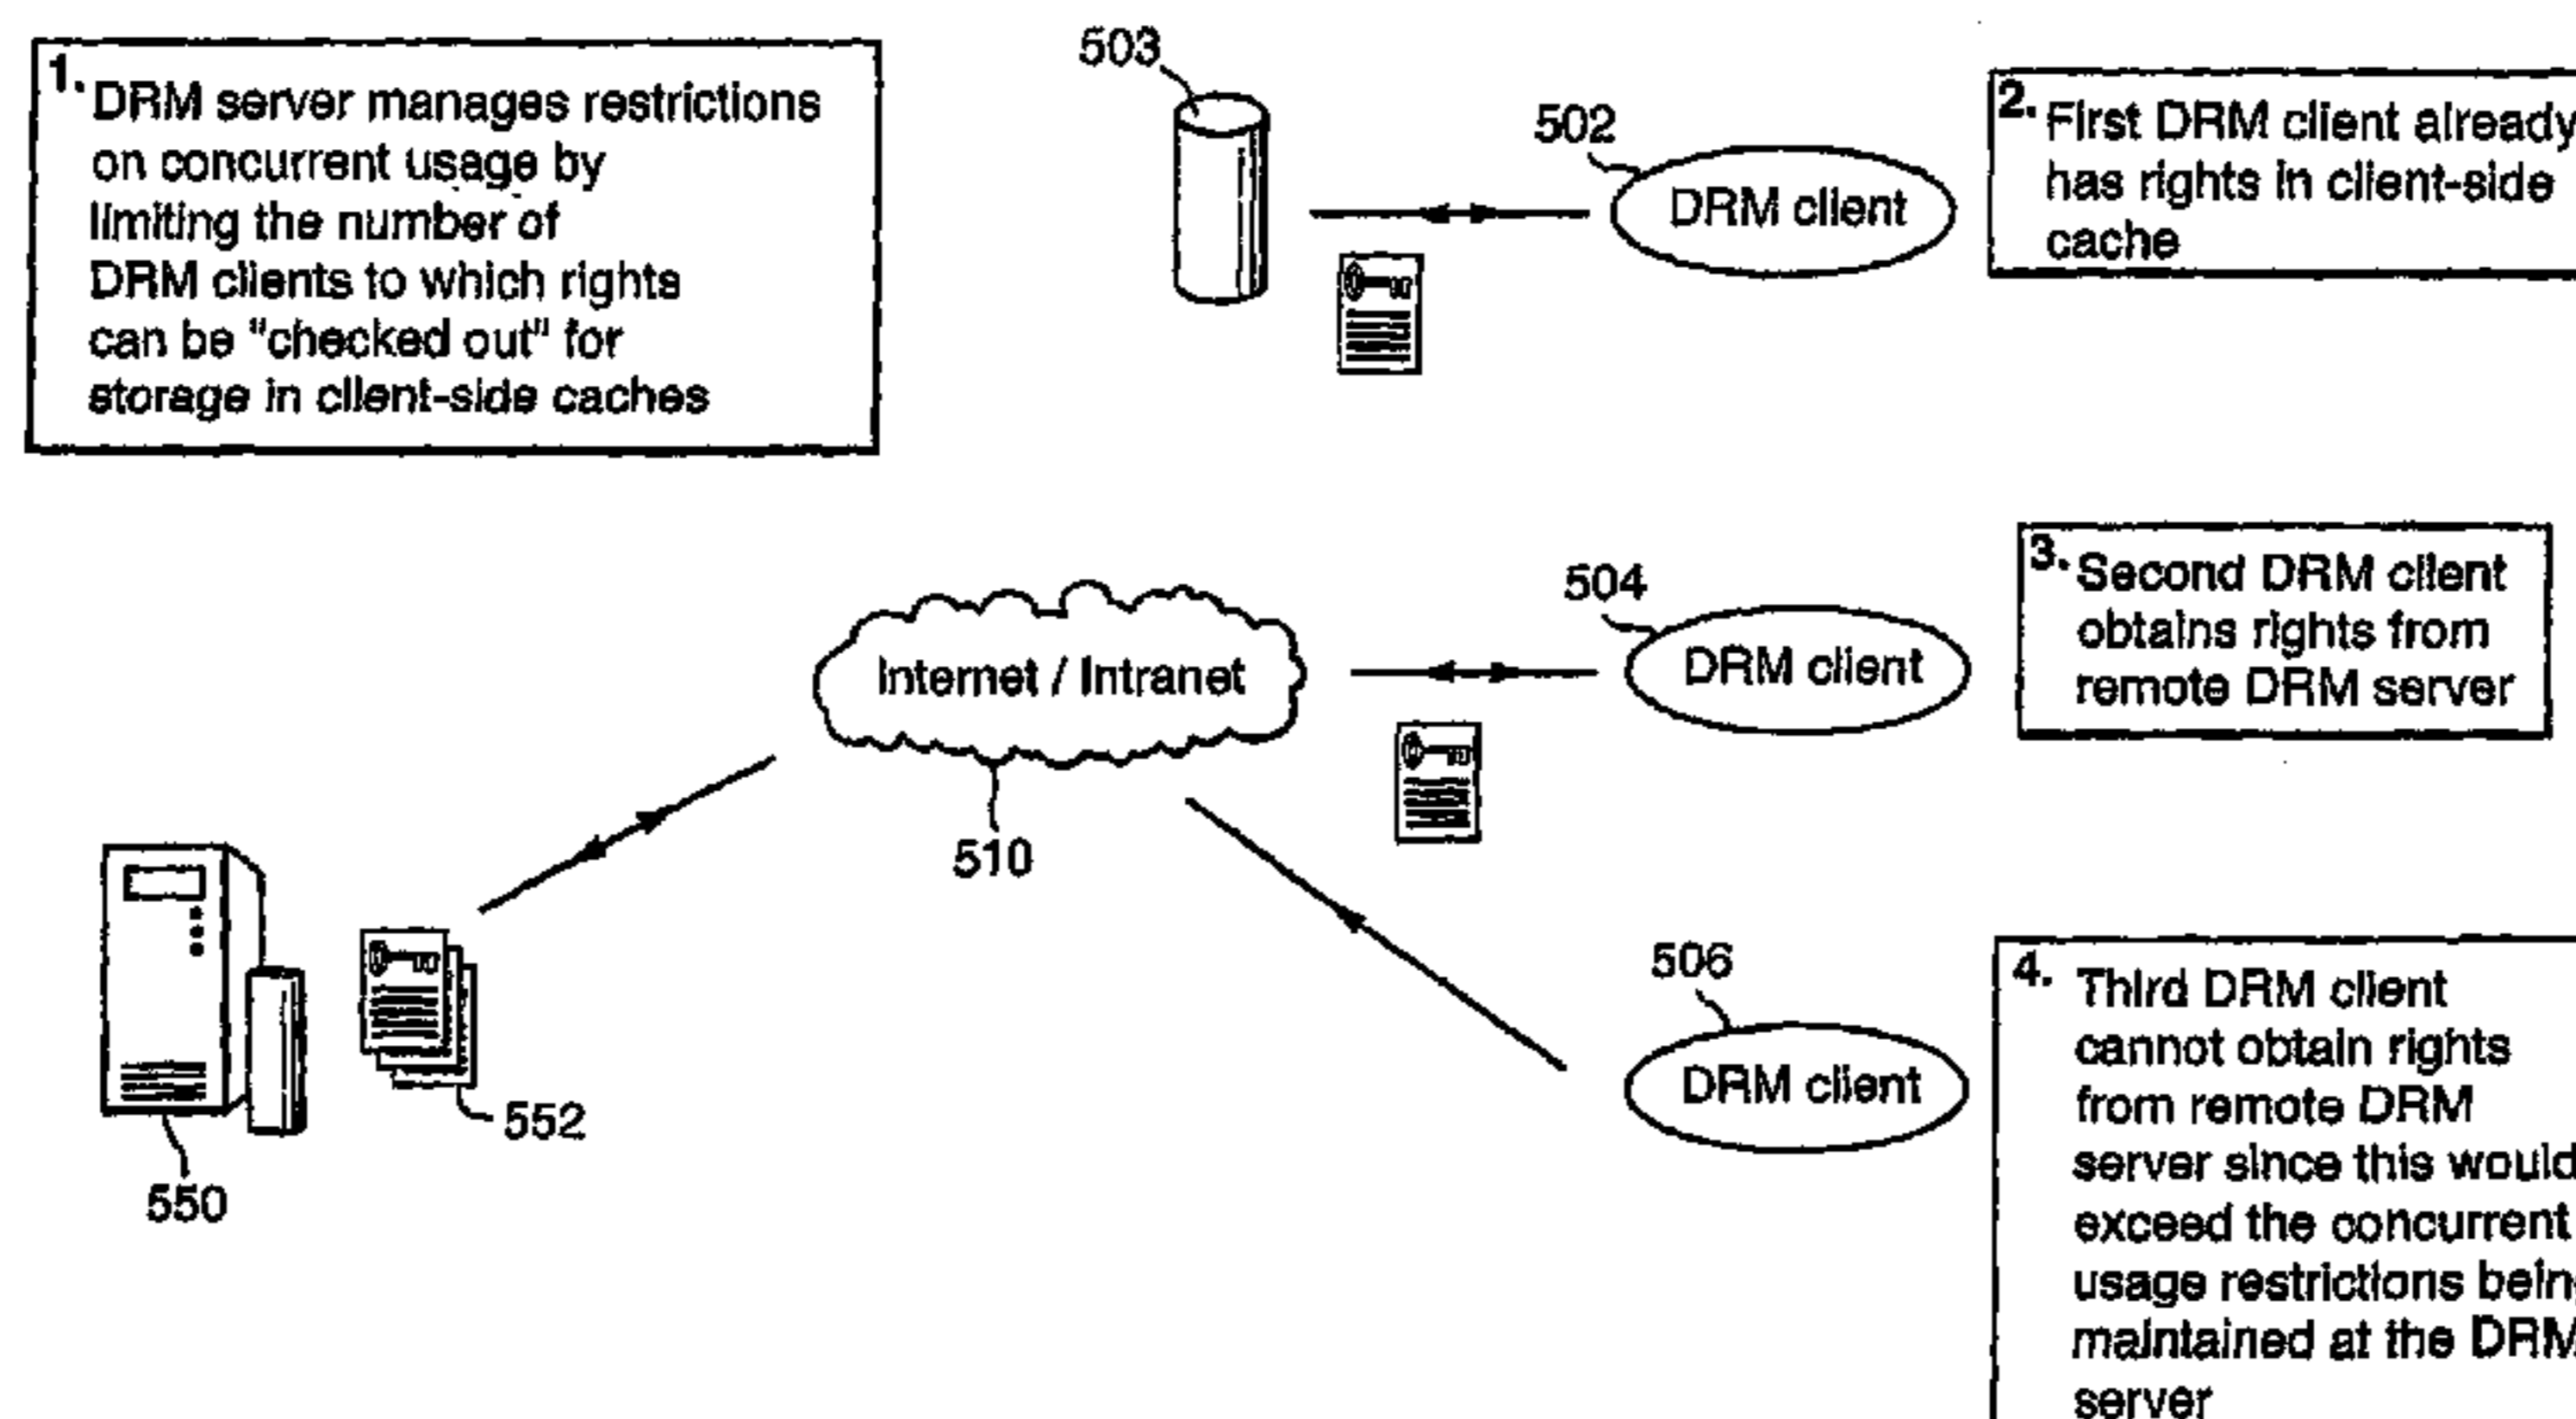 1. DRM server manages restrictions
on concurrent usage by
limiting the number of
DRM clients to which rights
can be "checked out" for
storage in client-side caches
503
502
DRM client
2. First DRM client already
has rights in client-side
cache
Internet / Intranet
510
504
DRM client
3. Second DRM client
obtains rights from
remote DRM server
550
552
506
DRM client
4. Third DRM client
cannot obtain rights
from remote DRM
server since this would
exceed the concurrent
usage restrictions being
maintained at the DRM
server